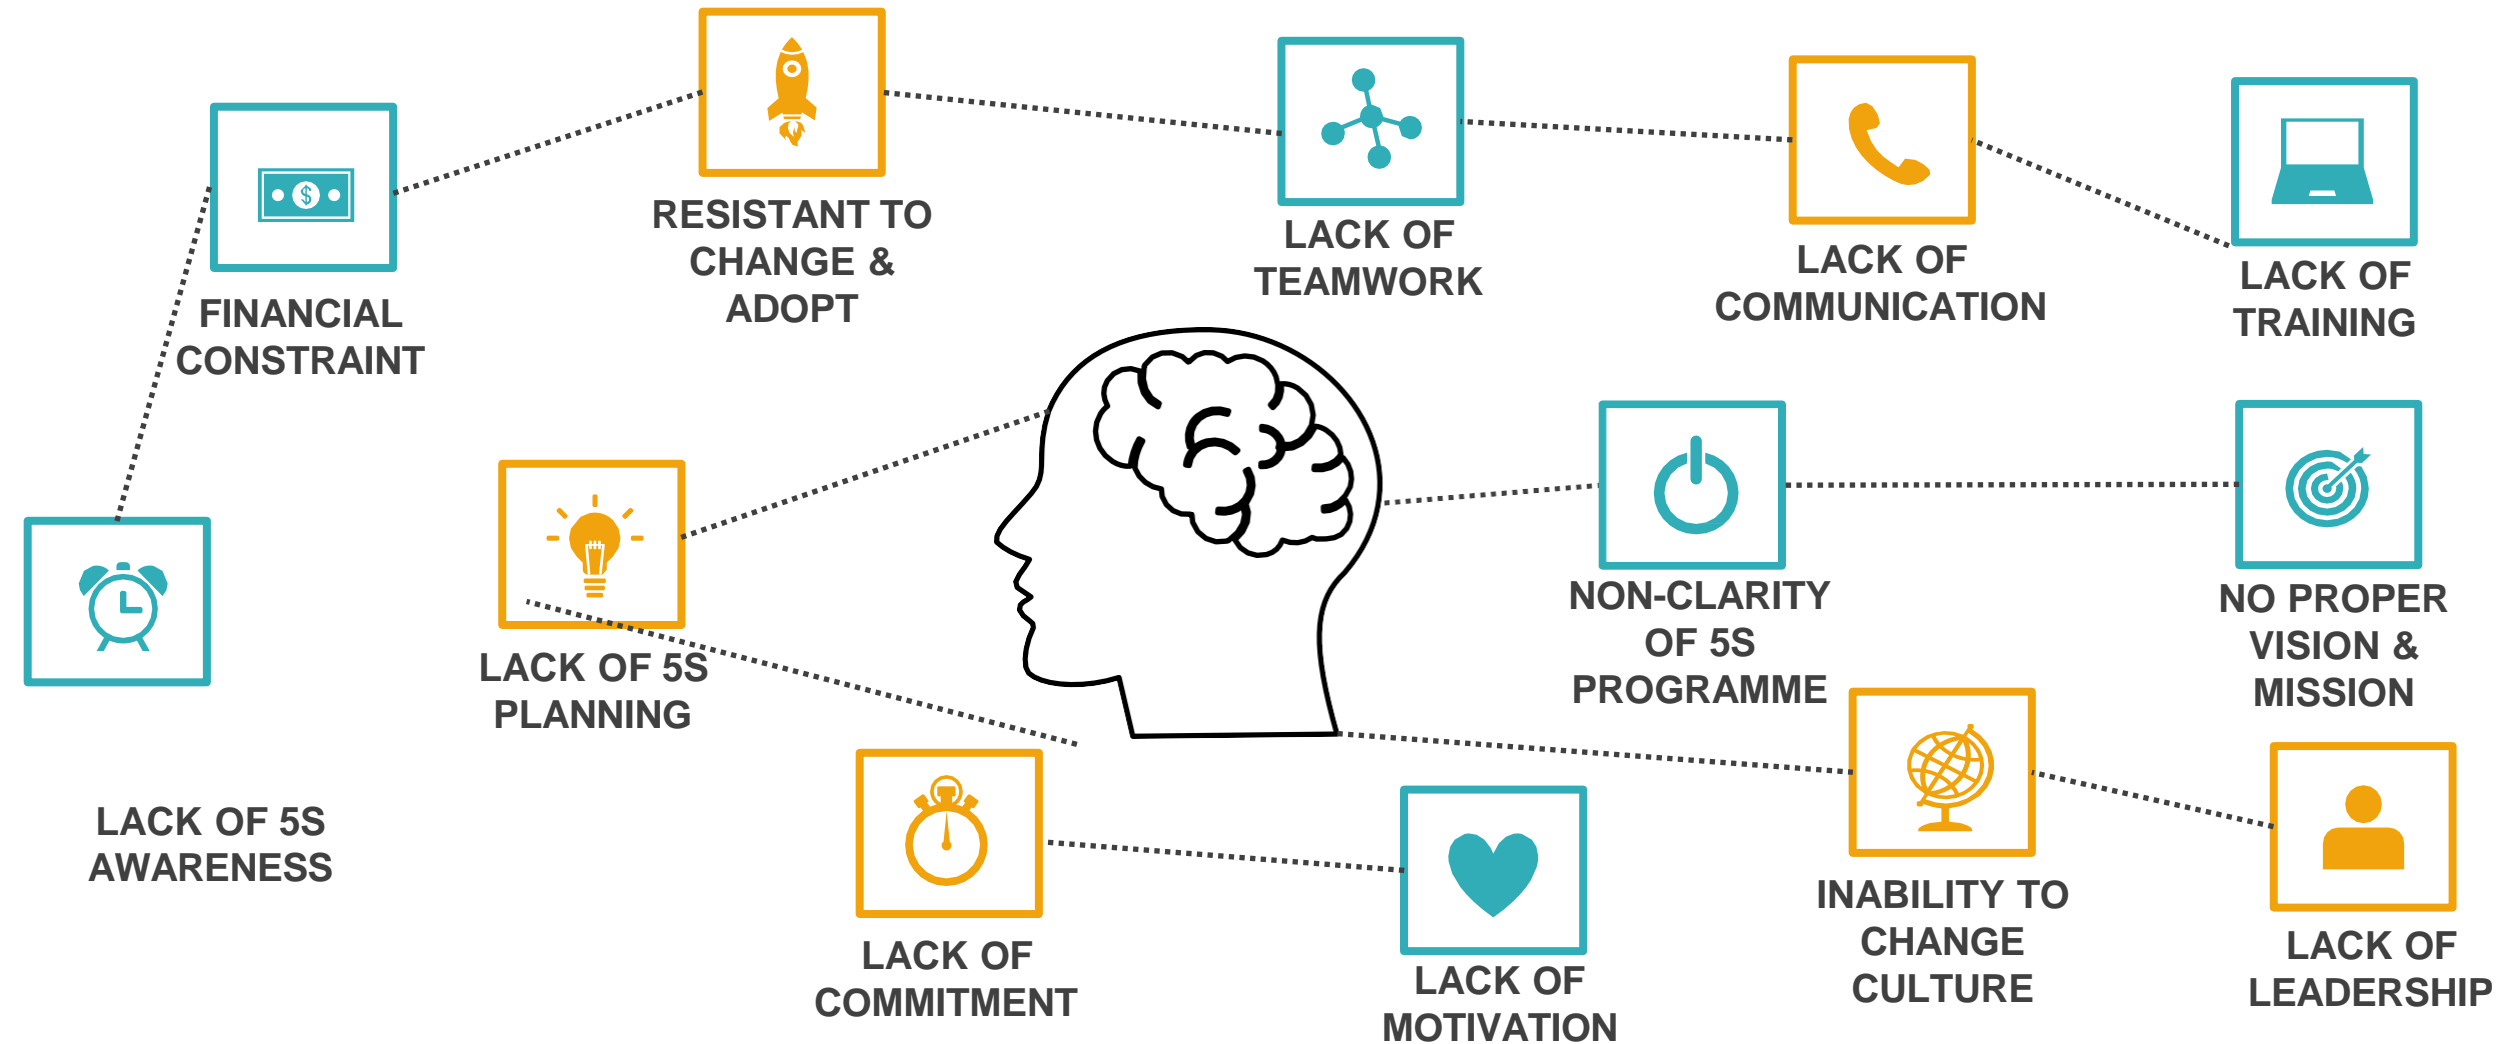 RESISTANT TO
CHANGE &
ADOPT
LACK OF
TEAMWORK
LACK OF
COMMUNICATION
LACK OF
TRAINING
$
FINANCIAL
CONSTRAINT
LACK OF 5S
PLANNING
NON-CLARITY
OF 5S
PROGRAMME
NO PROPER
VISION &
MISSION
LACK OF 5S
AWARENESS
LACK OF
COMMITMENT
LACK OF
MOTIVATION
INABILITY TO
CHANGE
CULTURE
LACK OF
LEADERSHIP